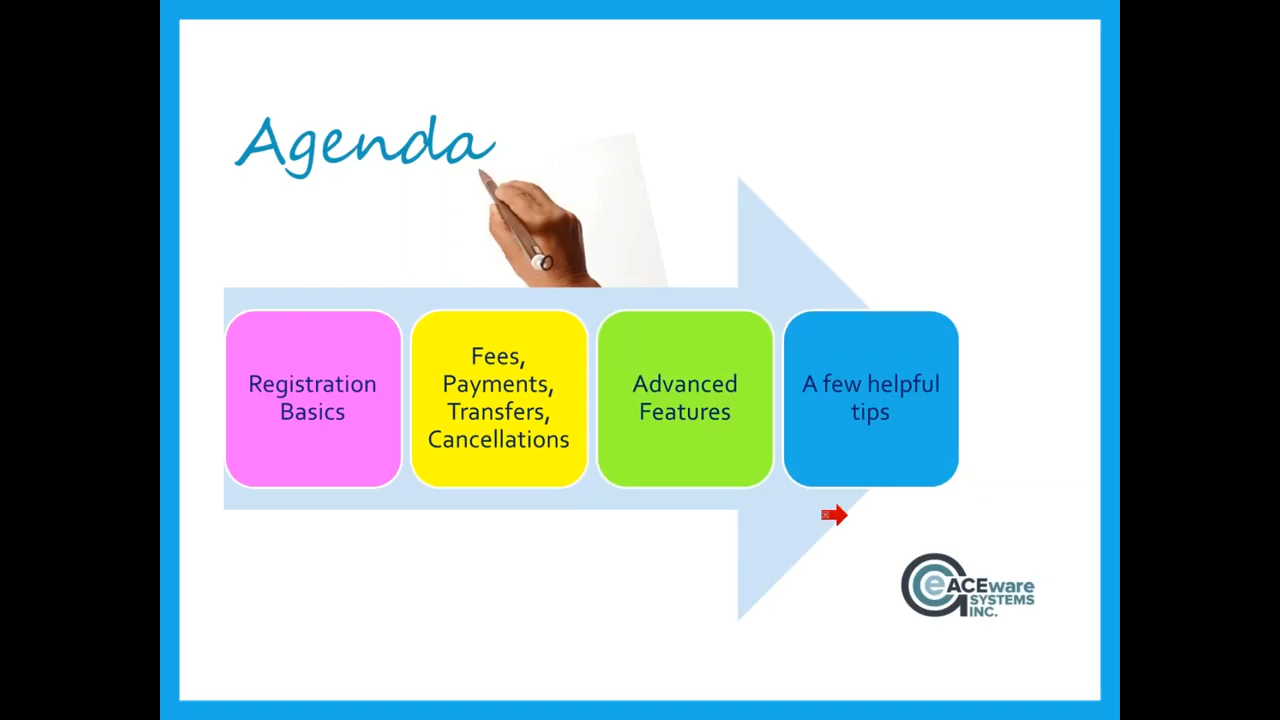 Agenda
Registration
Basics
Fees,
Payments,
Transfers,
Cancellations
Advanced
Features
A few helpful
tips
e ACEware
SYSTEMS
INC.